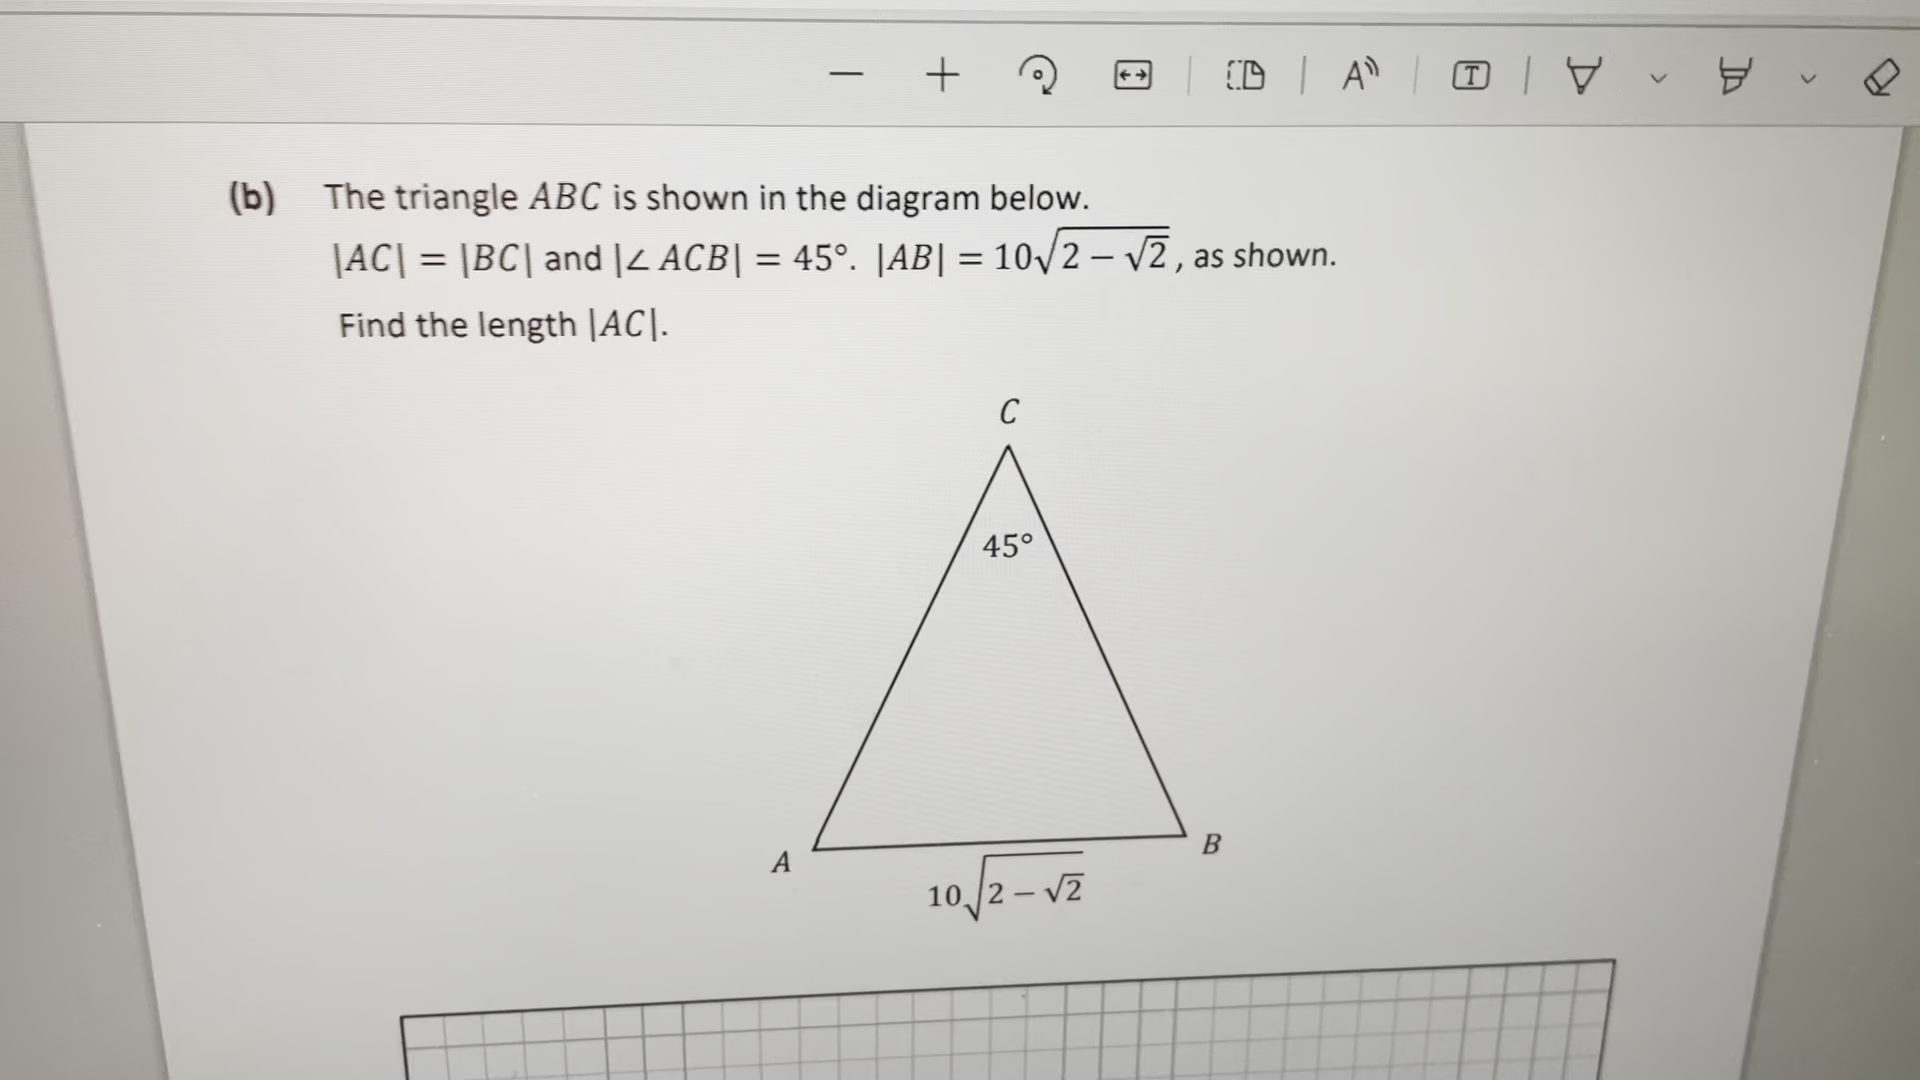 (b) The triangle ABC is shown in the diagram below.
|AC| = |BC| and |∠ ACB| = 45°. |AB| = 10√(2 − √2), as shown.
Find the length |AC|.
C
45°
A
B
10√(2 − √2)